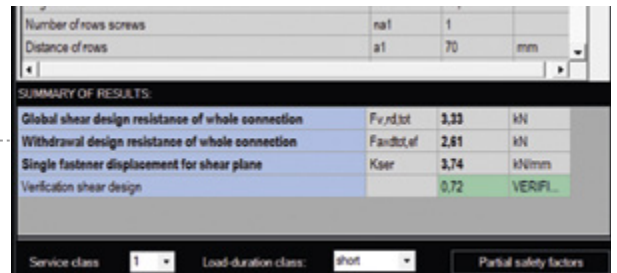 Number of rows screws na1 1
Distance of rows a1 70 mm
SUMMARY OF RESULTS:
Global shear design resistance of whole connection Fv,rd,tot 3,33 kN
Withdrawal design resistance of whole connection Faxdtot,ef 2,61 kN
Single fastener displacement for shear plane Kser 3,74 kN/mm
Verification shear design 0,72 VERIFI...
Service class 1 Load-duration class: short Partial safety factors